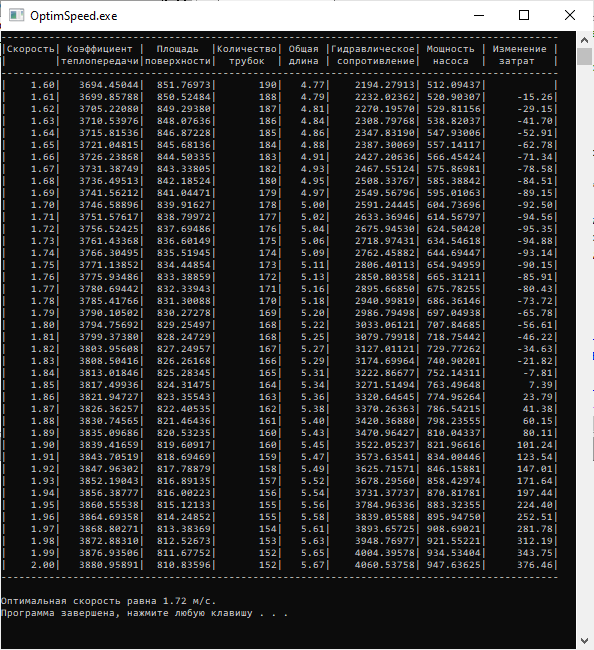 OptimSpeed.exe
|Скорость| Коэффициент | Площадь |Количество| Общая |Гидравлическое| Мощность | Изменение |
| |теплопередачи|поверхности| трубок | длина | сопротивление| насоса | затрат |
| 1.60| 3694.45044| 851.76973| 190| 4.77| 2194.27913| 512.09437| |
| 1.61| 3699.85788| 850.52484| 188| 4.79| 2232.02362| 520.90307| -15.26|
| 1.62| 3705.22080| 849.29380| 187| 4.81| 2270.19570| 529.81156| -29.15|
| 1.63| 3710.53976| 848.07636| 186| 4.84| 2308.79768| 538.82037| -41.70|
| 1.64| 3715.81536| 846.87228| 185| 4.86| 2347.83190| 547.93006| -52.91|
| 1.65| 3721.04815| 845.68136| 184| 4.88| 2387.30069| 557.14117| -62.78|
| 1.66| 3726.23868| 844.50335| 183| 4.91| 2427.20636| 566.45424| -71.34|
| 1.67| 3731.38749| 843.33805| 182| 4.93| 2467.55124| 575.86981| -78.58|
| 1.68| 3736.49513| 842.18524| 180| 4.95| 2508.33767| 585.38842| -84.51|
| 1.69| 3741.56212| 841.04471| 179| 4.97| 2549.56796| 595.01063| -89.15|
| 1.70| 3746.58896| 839.91627| 178| 5.00| 2591.24445| 604.73696| -92.50|
| 1.71| 3751.57617| 838.79972| 177| 5.02| 2633.36946| 614.56797| -94.56|
| 1.72| 3756.52425| 837.69486| 176| 5.04| 2675.94530| 624.50420| -95.35|
| 1.73| 3761.43368| 836.60149| 175| 5.06| 2718.97431| 634.54618| -94.88|
| 1.74| 3766.30495| 835.51945| 174| 5.09| 2762.45882| 644.69447| -93.14|
| 1.75| 3771.13852| 834.44854| 173| 5.11| 2806.40113| 654.94959| -90.15|
| 1.76| 3775.93486| 833.38859| 172| 5.13| 2850.80358| 665.31211| -85.91|
| 1.77| 3780.69442| 832.33943| 171| 5.16| 2895.66850| 675.78255| -80.43|
| 1.78| 3785.41766| 831.30088| 170| 5.18| 2940.99819| 686.36146| -73.72|
| 1.79| 3790.10502| 830.27278| 169| 5.20| 2986.79498| 697.04938| -65.78|
| 1.80| 3794.75692| 829.25497| 168| 5.22| 3033.06121| 707.84685| -56.61|
| 1.81| 3799.37380| 828.24729| 168| 5.25| 3079.79918| 718.75442| -46.22|
| 1.82| 3803.95608| 827.24957| 167| 5.27| 3127.01121| 729.77262| -34.63|
| 1.83| 3808.50416| 826.26168| 166| 5.29| 3174.69964| 740.90201| -21.82|
| 1.84| 3813.01846| 825.28345| 165| 5.31| 3222.86677| 752.14311| -7.81|
| 1.85| 3817.49936| 824.31475| 164| 5.34| 3271.51494| 763.49648| 7.39|
| 1.86| 3821.94727| 823.35543| 163| 5.36| 3320.64645| 774.96264| 23.79|
| 1.87| 3826.36257| 822.40535| 162| 5.38| 3370.26363| 786.54215| 41.38|
| 1.88| 3830.74565| 821.46436| 161| 5.40| 3420.36880| 798.23555| 60.15|
| 1.89| 3835.09686| 820.53235| 160| 5.43| 3470.96427| 810.04337| 80.11|
| 1.90| 3839.41659| 819.60917| 160| 5.45| 3522.05237| 821.96616| 101.24|
| 1.91| 3843.70519| 818.69469| 159| 5.47| 3573.63541| 834.00446| 123.54|
| 1.92| 3847.96302| 817.78879| 158| 5.49| 3625.71571| 846.15881| 147.01|
| 1.93| 3852.19043| 816.89135| 157| 5.52| 3678.29560| 858.42974| 171.64|
| 1.94| 3856.38777| 816.00223| 156| 5.54| 3731.37737| 870.81781| 197.44|
| 1.95| 3860.55538| 815.12133| 155| 5.56| 3784.96336| 883.32355| 224.40|
| 1.96| 3864.69358| 814.24852| 155| 5.58| 3839.05588| 895.94750| 252.51|
| 1.97| 3868.80271| 813.38369| 154| 5.61| 3893.65725| 908.69021| 281.78|
| 1.98| 3872.88310| 812.52673| 153| 5.63| 3948.76977| 921.55221| 312.19|
| 1.99| 3876.93506| 811.67752| 152| 5.65| 4004.39578| 934.53404| 343.75|
| 2.00| 3880.95891| 810.83596| 152| 5.67| 4060.53758| 947.63625| 376.46|
Оптимальная скорость равна 1.72 м/с.
Программа завершена, нажмите любую клавишу . . .